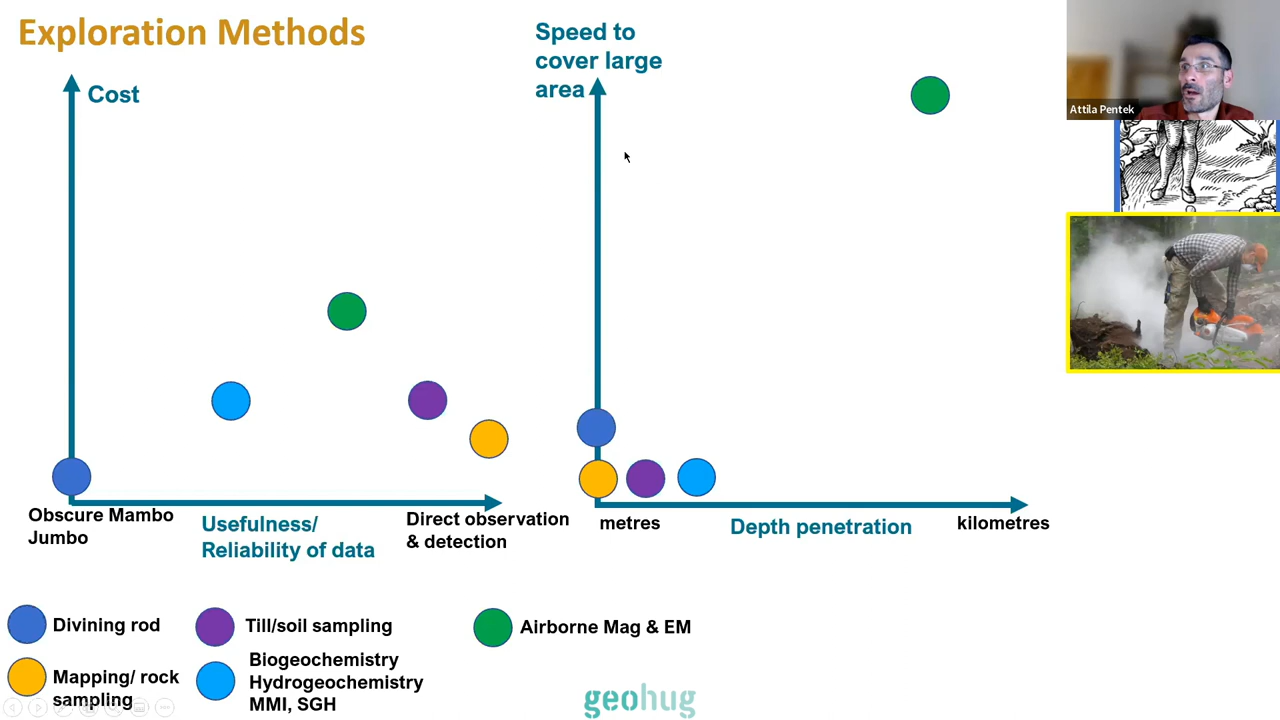 Exploration Methods
Cost
Obscure Mambo
Jumbo
Usefulness/
Reliability of data
Direct observation
& detection
Speed to
cover large
area
metres
Depth penetration
kilometres
Attila Pentek
Divining rod
Mapping/ rock
sampling
Till/soil sampling
Biogeochemistry
Hydrogeochemistry
MMI, SGH
Airborne Mag & EM
geohug